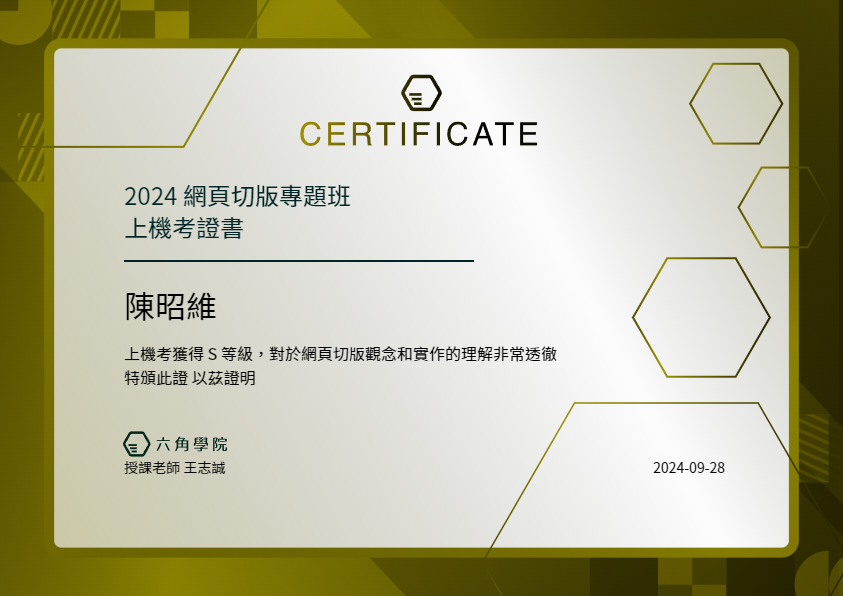 CERTIFICATE
2024 網頁切版專題班
上機考證書
陳昭維
上機考獲得 S 等級，對於網頁切版觀念和實作的理解非常透徹
特頒此證 以茲證明
六角學院
授課老師 王志誠
2024-09-28